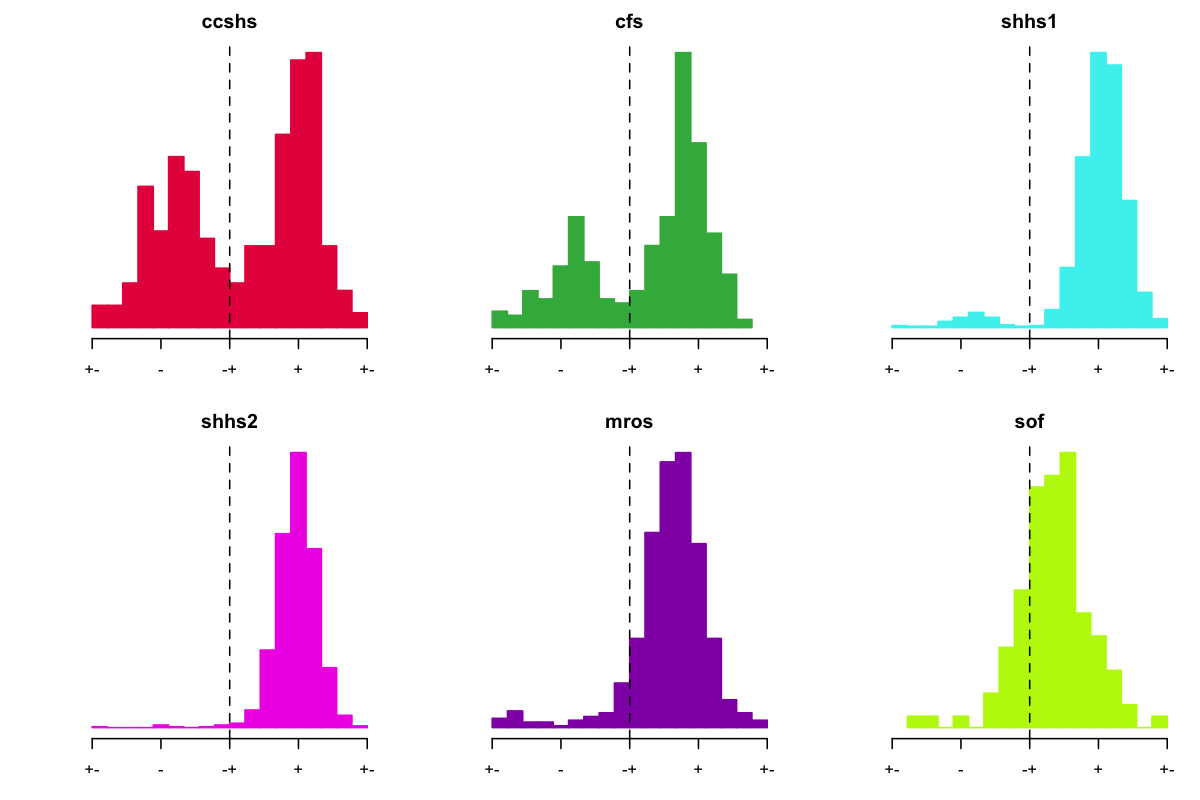 ccshs cfs shhs1
+- - -+ + +- +- - -+ + +- +- - -+ + +-
shhs2 mros sof
+- - -+ + +- +- - -+ + +- +- - -+ + +-